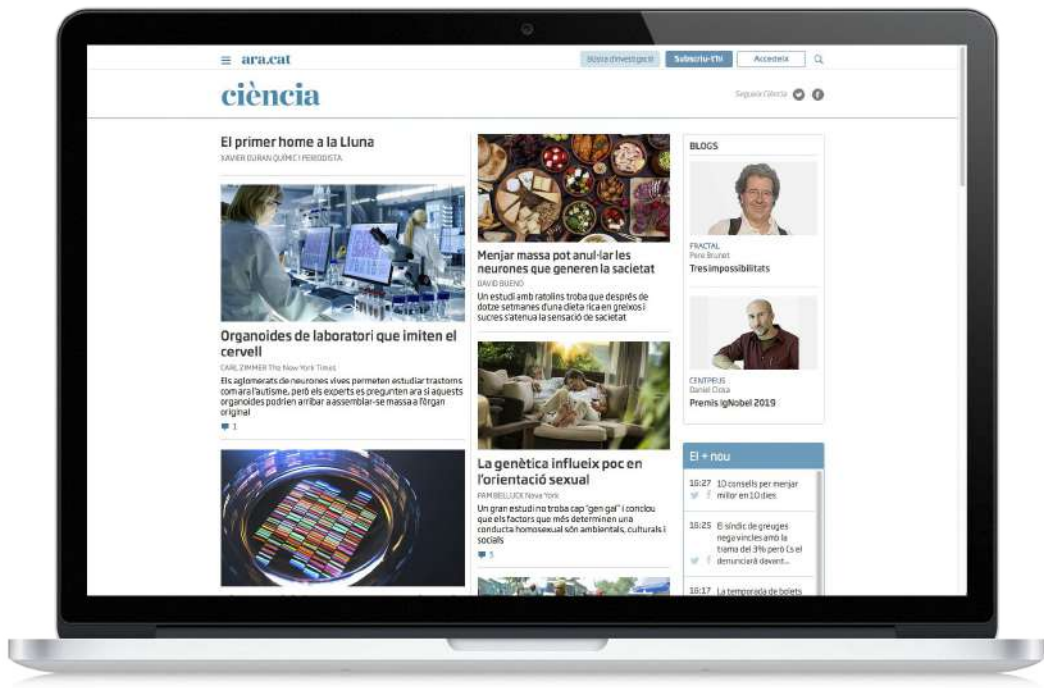 ≡ ara.cat
Bústia d'investigació
Subscriu-t'hi
Accedeix
ciència
Segueix Ciència
El primer home a la Lluna
XAVIER DURAN QUÍMIC I PERIODISTA
Organoides de laboratori que imiten el
cervell
CARL ZIMMER The New York Times
Els aglomerats de neurones vives permeten estudiar trastorns
com ara l'autisme, però els experts es pregunten ara si aquests
organoides podrien arribar a assemblar-se massa a l'òrgan
original
1
Menjar massa pot anul·lar les
neurones que generen la sacietat
DAVID BUENO
Un estudi amb ratolins troba que després de
dotze setmanes d'una dieta rica en greixos i
sucres s'atenua la sensació de sacietat
La genètica influeix poc en
l'orientació sexual
PAM BELLUCK Nova York
Un gran estudi no troba cap "gen gai" i conclou
que els factors que més determinen una
conducta homosexual són ambientals, culturals i
socials
3
BLOGS
FRACTAL
Pere Brunet
Tres impossibilitats
CENTPEUS
Daniel Closa
Premis IgNobel 2019
El + nou
16:27 10 consells per menjar
millor en 10 dies
16:25 El síndic de greuges
nega vincles amb la
trama del 3% però Cs el
denunciarà davant...
16:17 La temporada de bolets